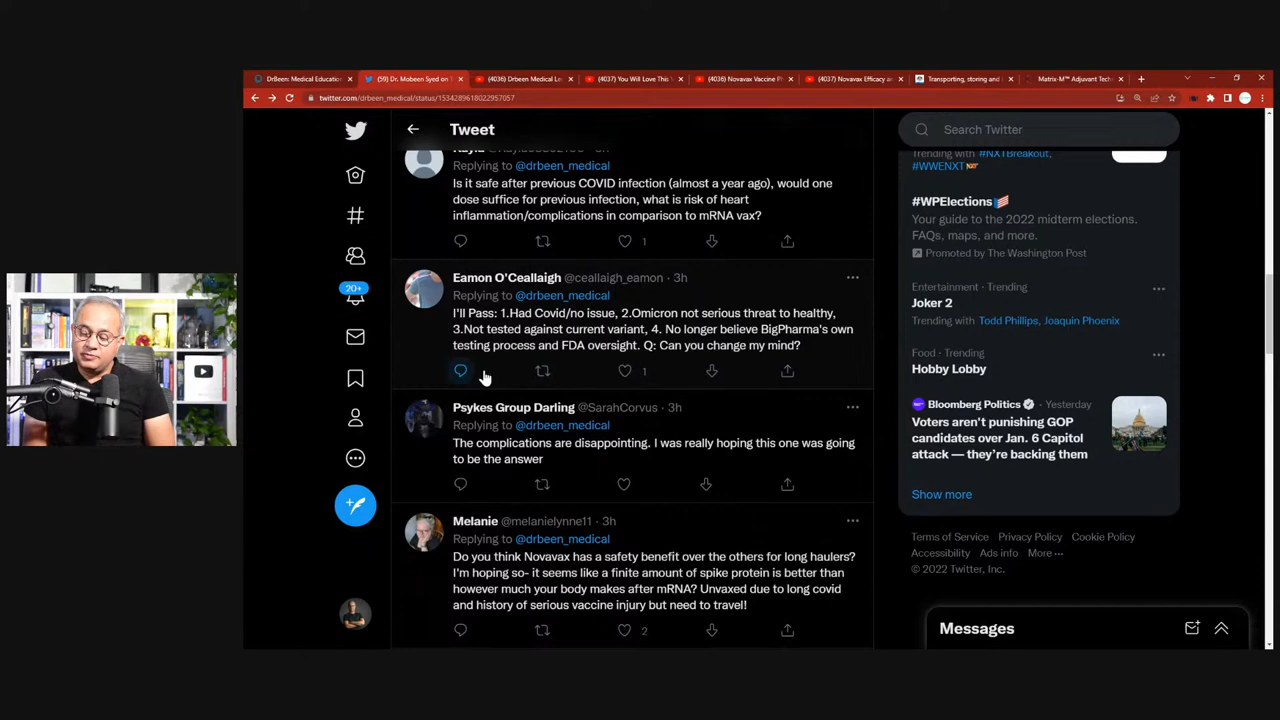 DrBeen: Medical Education
(59) Dr. Mobeen Syed on T
(4036) Drbeen Medical Le
(4037) You Will Love This V
(4036) Novavax Vaccine Ph
(4037) Novavax Efficacy an
Transporting, storing and
Matrix-M™ Adjuvant Tech
twitter.com/drbeen_medical/status/1534289618022957057
Tweet
Search Twitter
Replying to @drbeen_medical
Is it safe after previous COVID infection (almost a year ago), would one
dose suffice for previous infection, what is risk of heart
inflammation/complications in comparison to mRNA vax?
1
Eamon O'Ceallaigh @ceallaigh_eamon · 3h
Replying to @drbeen_medical
I'll Pass: 1.Had Covid/no issue, 2.Omicron not serious threat to healthy,
3.Not tested against current variant, 4. No longer believe BigPharma's own
testing process and FDA oversight. Q: Can you change my mind?
1
Psykes Group Darling @SarahCorvus · 3h
Replying to @drbeen_medical
The complications are disappointing. I was really hoping this one was going
to be the answer
Melanie @melanielynne11 · 3h
Replying to @drbeen_medical
Do you think Novavax has a safety benefit over the others for long haulers?
I'm hoping so- it seems like a finite amount of spike protein is better than
however much your body makes after mRNA? Unvaxed due to long covid
and history of serious vaccine injury but need to travel!
2
20+
Trending with #NXTBreakout,
#WWENXT
#WPElections
Your guide to the 2022 midterm elections.
FAQs, maps, and more.
Promoted by The Washington Post
Entertainment · Trending
Joker 2
Trending with Todd Phillips, Joaquin Phoenix
Food · Trending
Hobby Lobby
Bloomberg Politics · Yesterday
Voters aren't punishing GOP
candidates over Jan. 6 Capitol
attack — they're backing them
Show more
Terms of Service Privacy Policy Cookie Policy
Accessibility Ads info More ···
© 2022 Twitter, Inc.
Messages